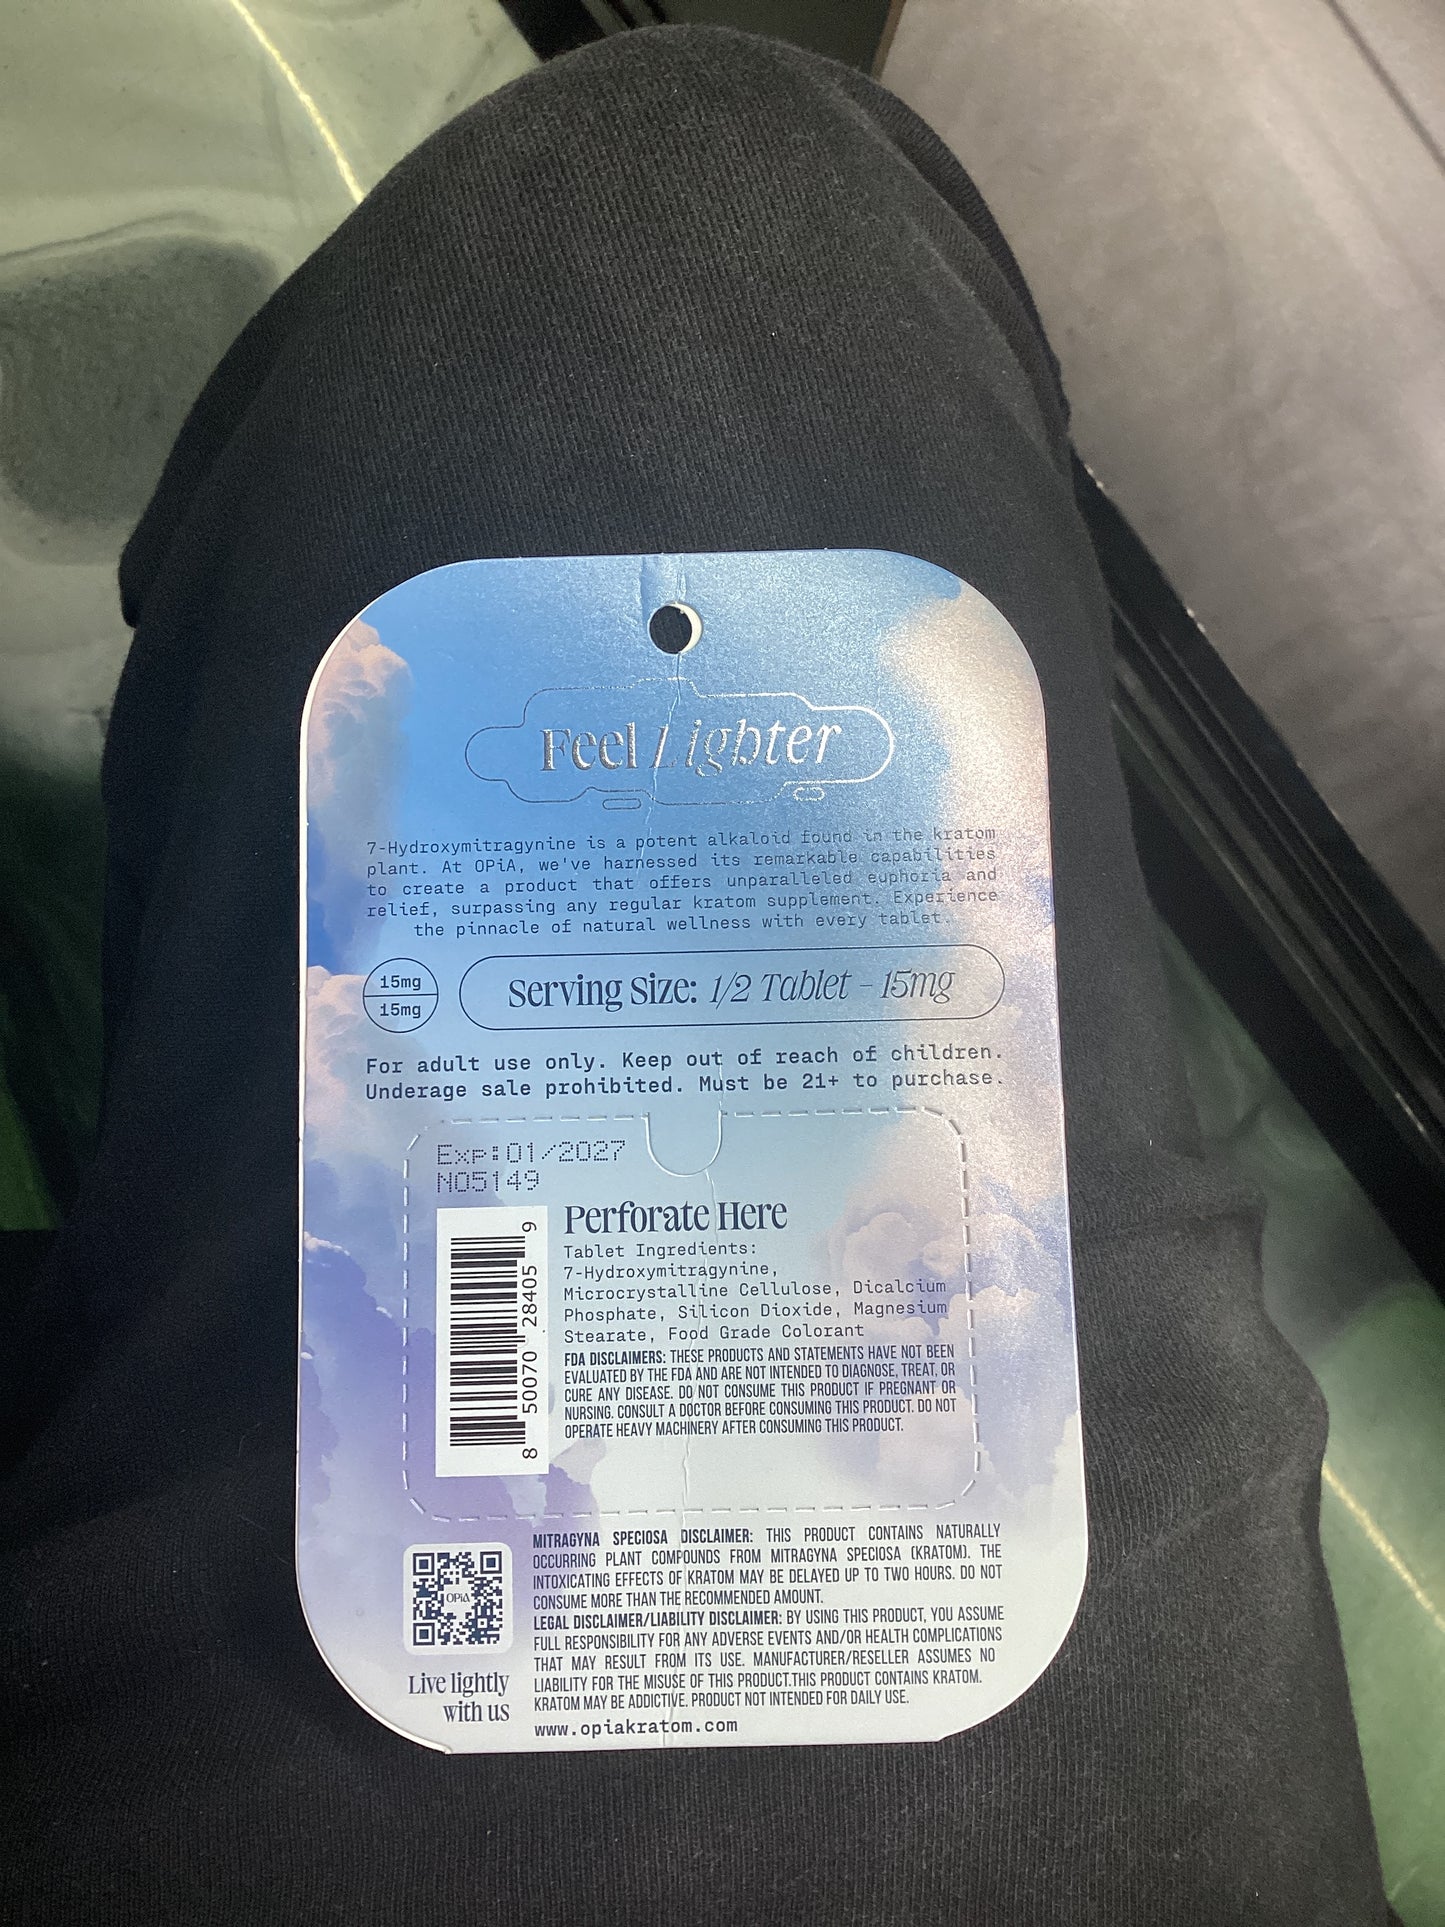 Feel Lighter
7-Hydroxymitragynine is a potent alkaloid found in the kratom
plant. At OPiA, we've harnessed its remarkable capabilities
to create a product that offers unparalleled euphoria and
relief, surpassing any regular kratom supplement. Experience
the pinnacle of natural wellness with every tablet.
15mg
15mg
Serving Size: 1/2 Tablet - 15mg
For adult use only. Keep out of reach of children.
Underage sale prohibited. Must be 21+ to purchase.
Exp:01/2027
N05149
8 50070 28405 9
Perforate Here
Tablet Ingredients:
7-Hydroxymitragynine,
Microcrystalline Cellulose, Dicalcium
Phosphate, Silicon Dioxide, Magnesium
Stearate, Food Grade Colorant
FDA DISCLAIMERS: THESE PRODUCTS AND STATEMENTS HAVE NOT BEEN
EVALUATED BY THE FDA AND ARE NOT INTENDED TO DIAGNOSE, TREAT, OR
CURE ANY DISEASE. DO NOT CONSUME THIS PRODUCT IF PREGNANT OR
NURSING. CONSULT A DOCTOR BEFORE CONSUMING THIS PRODUCT. DO NOT
OPERATE HEAVY MACHINERY AFTER CONSUMING THIS PRODUCT.
OPiA
Live lightly
with us
MITRAGYNA SPECIOSA DISCLAIMER: THIS PRODUCT CONTAINS NATURALLY
OCCURRING PLANT COMPOUNDS FROM MITRAGYNA SPECIOSA (KRATOM). THE
INTOXICATING EFFECTS OF KRATOM MAY BE DELAYED UP TO TWO HOURS. DO NOT
CONSUME MORE THAN THE RECOMMENDED AMOUNT.
LEGAL DISCLAIMER/LIABILITY DISCLAIMER: BY USING THIS PRODUCT, YOU ASSUME
FULL RESPONSIBILITY FOR ANY ADVERSE EVENTS AND/OR HEALTH COMPLICATIONS
THAT MAY RESULT FROM ITS USE. MANUFACTURER/RESELLER ASSUMES NO
LIABILITY FOR THE MISUSE OF THIS PRODUCT.THIS PRODUCT CONTAINS KRATOM.
KRATOM MAY BE ADDICTIVE. PRODUCT NOT INTENDED FOR DAILY USE.
www.opiakratom.com